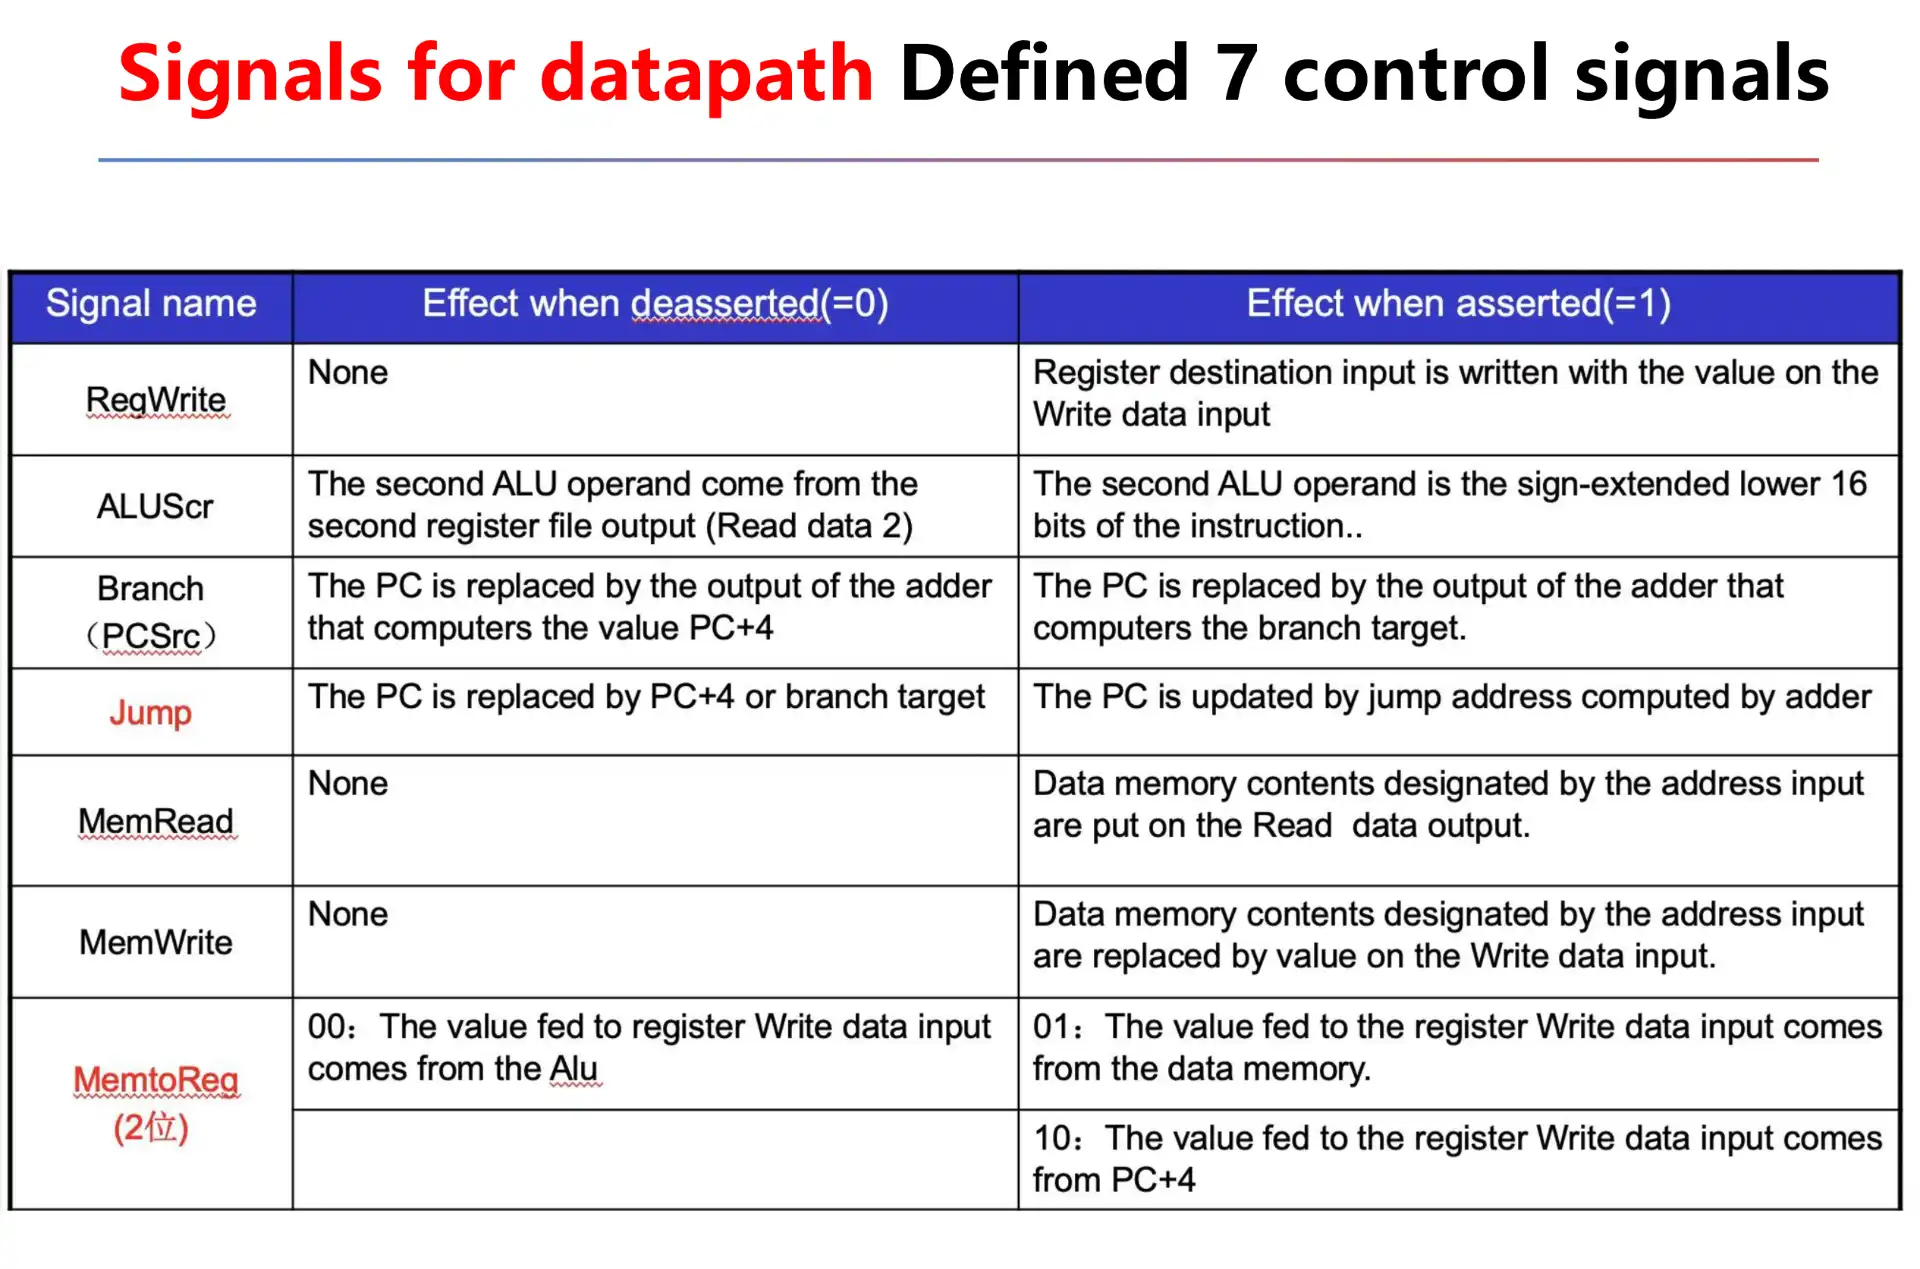 Signals for datapath Defined 7 control signals
Signal name
Effect when deasserted(=0)
Effect when asserted(=1)
RegWrite
None
Register destination input is written with the value on the
Write data input
ALUScr
The second ALU operand come from the
second register file output (Read data 2)
The second ALU operand is the sign-extended lower 16
bits of the instruction..
Branch
（PCSrc）
The PC is replaced by the output of the adder
that computers the value PC+4
The PC is replaced by the output of the adder that
computers the branch target.
Jump
The PC is replaced by PC+4 or branch target
The PC is updated by jump address computed by adder
MemRead
None
Data memory contents designated by the address input
are put on the Read  data output.
MemWrite
None
Data memory contents designated by the address input
are replaced by value on the Write data input.
MemtoReg
(2位)
00：The value fed to register Write data input
comes from the Alu
01：The value fed to the register Write data input comes
from the data memory.
10：The value fed to the register Write data input comes
from PC+4